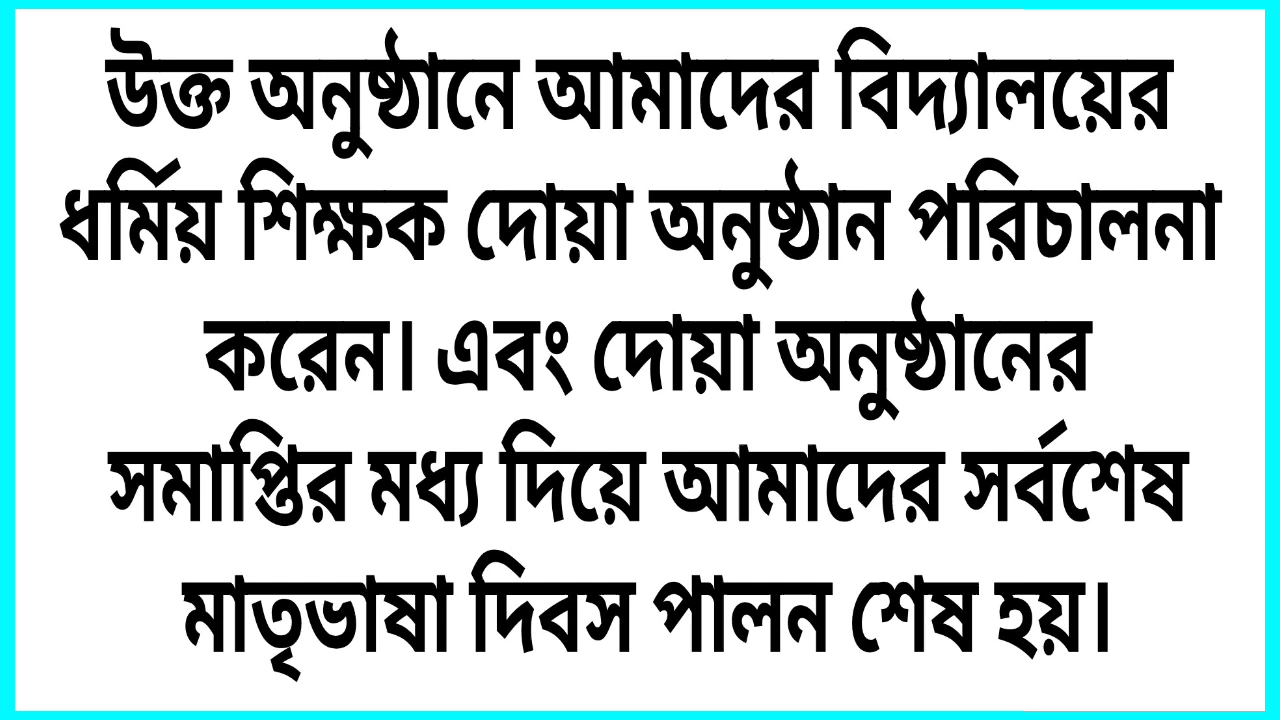 উক্ত অনুষ্ঠানে আমাদের বিদ্যালয়ের
ধর্মিয় শিক্ষক দোয়া অনুষ্ঠান পরিচালনা
করেন। এবং দোয়া অনুষ্ঠানের
সমাপ্তির মধ্য দিয়ে আমাদের সর্বশেষ
মাতৃভাষা দিবস পালন শেষ হয়।